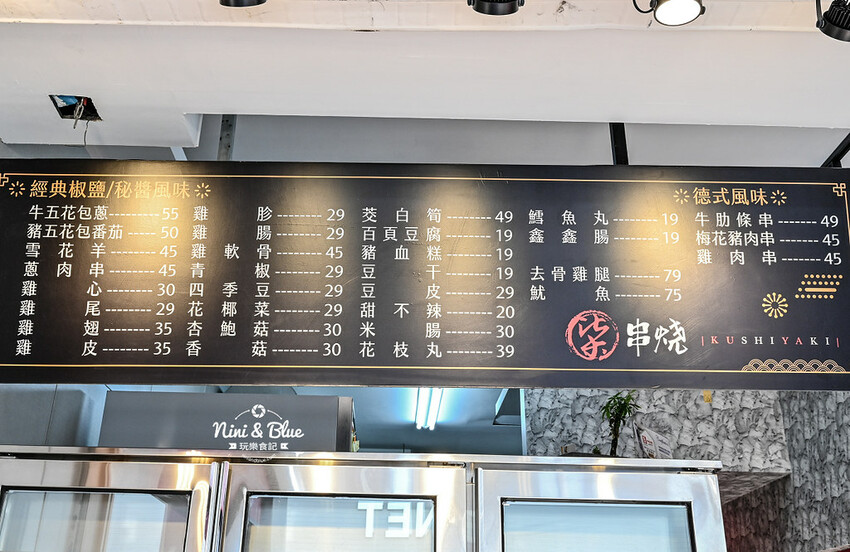 經典椒鹽/秘醬風味
牛五花包蔥--------- 55
豬五花包番茄----- 50
雪花羊-------- 45
蔥肉串-------- 45
雞心-------- 30
雞尾-------- 29
雞翅-------- 35
雞皮-------- 35
雞胗-------- 29
雞腸-------- 29
雞軟骨-------- 45
青椒-------- 29
四季豆-------- 29
花椰菜-------- 29
杏鮑菇-------- 30
香菇-------- 30
茭白筍-------- 49
百頁豆腐-------- 19
豬血糕-------- 19
豆干-------- 19
豆皮-------- 29
甜不辣-------- 20
米腸-------- 30
花枝丸-------- 39
鱈魚丸-------- 19
鑫鑫腸-------- 19
去骨雞腿-------- 79
魷魚-------- 75
德式風味
牛肋條串-------- 49
梅花豬肉串-------- 45
雞肉串-------- 45
柴 串燒
| KUSHIYAKI |
Nini & Blue
玩樂食記
NET